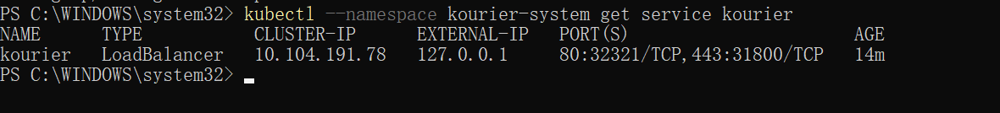 PS C:\WINDOWS\system32> kubectl --namespace kourier-system get service kourier
NAME      TYPE           CLUSTER-IP      EXTERNAL-IP   PORT(S)                      AGE
kourier   LoadBalancer   10.104.191.78   127.0.0.1     80:32321/TCP,443:31800/TCP   14m
PS C:\WINDOWS\system32>